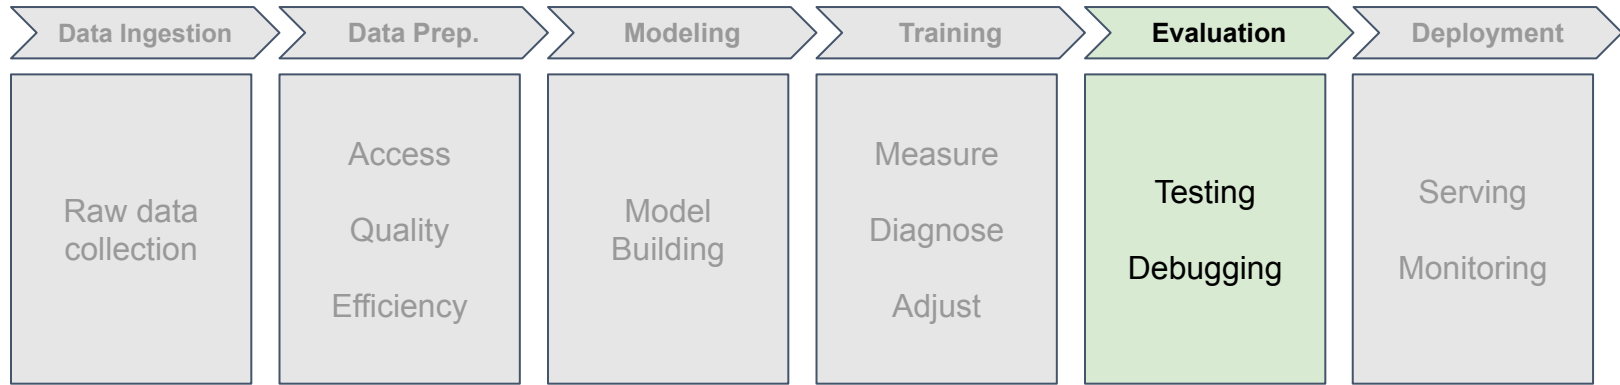 Data Ingestion
Data Prep.
Modeling
Training
Evaluation
Deployment
Raw data
collection
Access
Quality
Efficiency
Model
Building
Measure
Diagnose
Adjust
Testing
Debugging
Serving
Monitoring